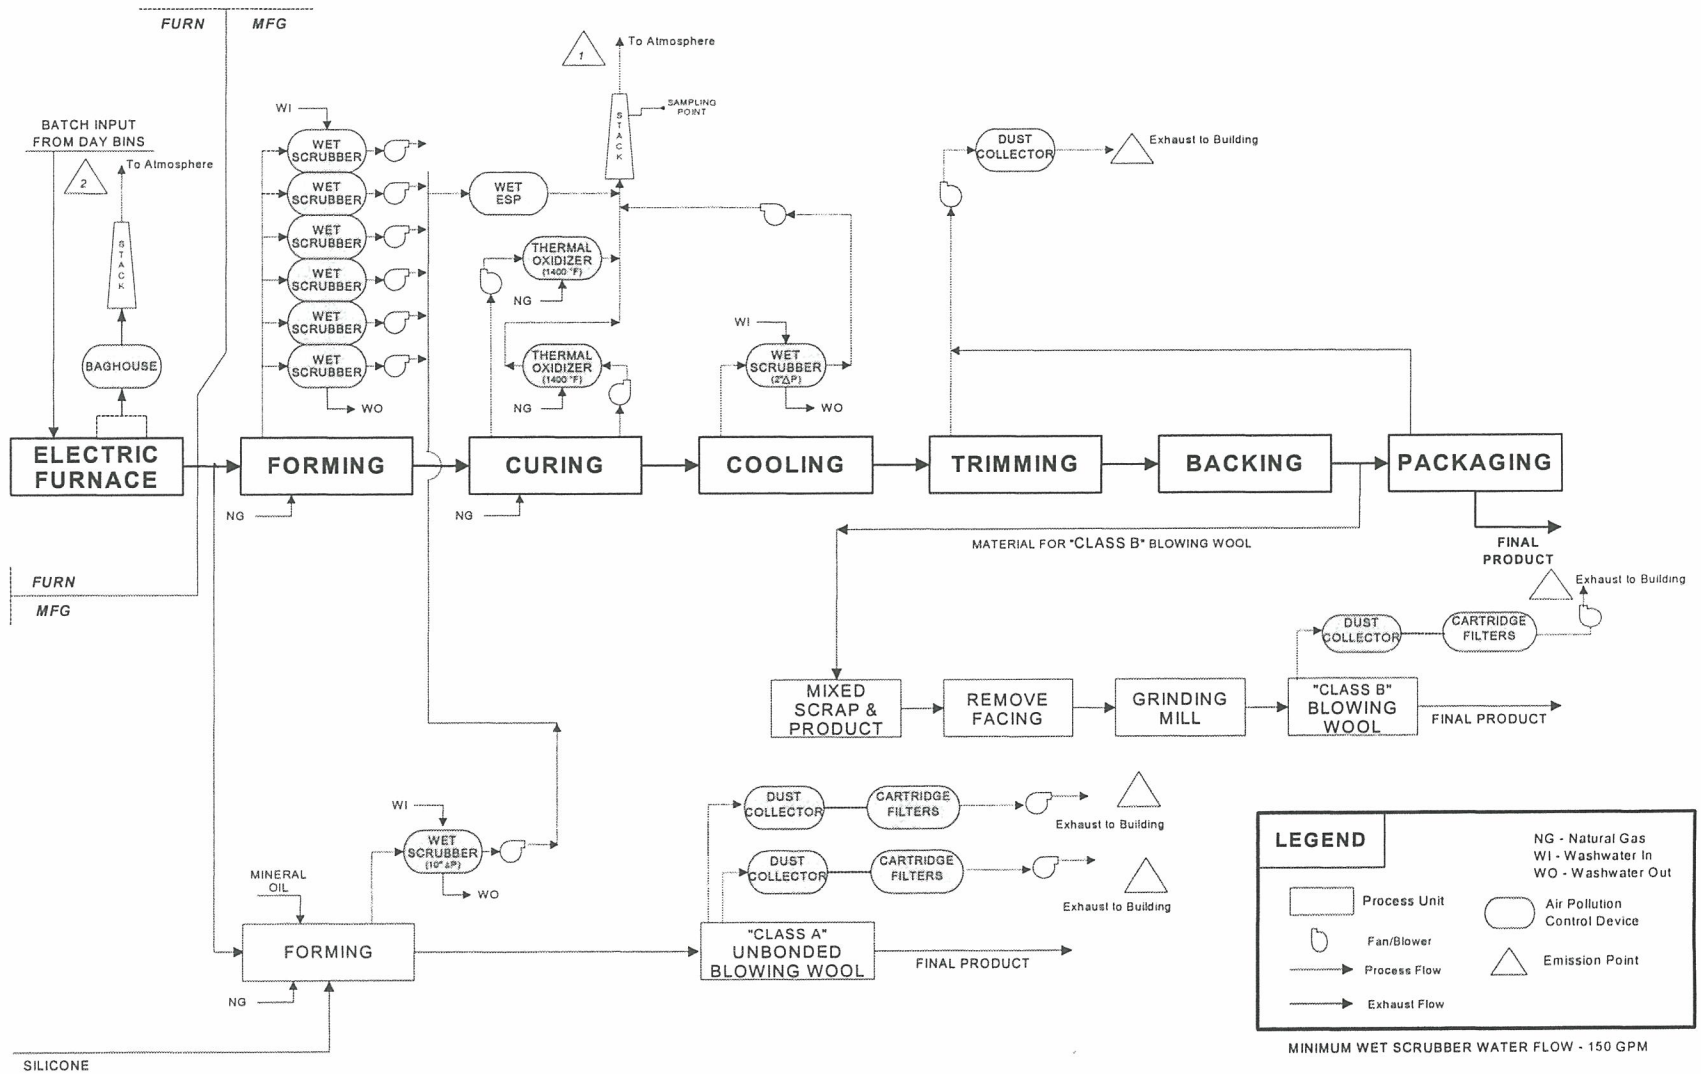 FURN
MFG
1
To Atmosphere
SAMPLING
POINT
STACK
WI
BATCH INPUT
FROM DAY BINS
2
To Atmosphere
STACK
WET
SCRUBBER
WET
SCRUBBER
WET
SCRUBBER
WET
SCRUBBER
WET
SCRUBBER
WET
SCRUBBER
WO
WET
ESP
THERMAL
OXIDIZER
(1400 °F)
NG
THERMAL
OXIDIZER
(1400 °F)
NG
WI
WET
SCRUBBER
(2"△P)
WO
DUST
COLLECTOR
Exhaust to Building
BAGHOUSE
ELECTRIC
FURNACE
FORMING
CURING
COOLING
TRIMMING
BACKING
PACKAGING
NG
NG
MATERIAL FOR "CLASS B" BLOWING WOOL
FINAL
PRODUCT
FURN
MFG
Exhaust to Building
DUST
COLLECTOR
CARTRIDGE
FILTERS
MIXED
SCRAP &
PRODUCT
REMOVE
FACING
GRINDING
MILL
"CLASS B"
BLOWING
WOOL
FINAL PRODUCT
WI
WET
SCRUBBER
(10" △P)
WO
DUST
COLLECTOR
CARTRIDGE
FILTERS
Exhaust to Building
DUST
COLLECTOR
CARTRIDGE
FILTERS
Exhaust to Building
MINERAL
OIL
FORMING
NG
SILICONE
"CLASS A"
UNBONDED
BLOWING WOOL
FINAL PRODUCT
LEGEND
NG - Natural Gas
WI - Washwater In
WO - Washwater Out
Process Unit
Air Pollution
Control Device
Fan/Blower
Process Flow
Emission Point
Exhaust Flow
MINIMUM WET SCRUBBER WATER FLOW - 150 GPM